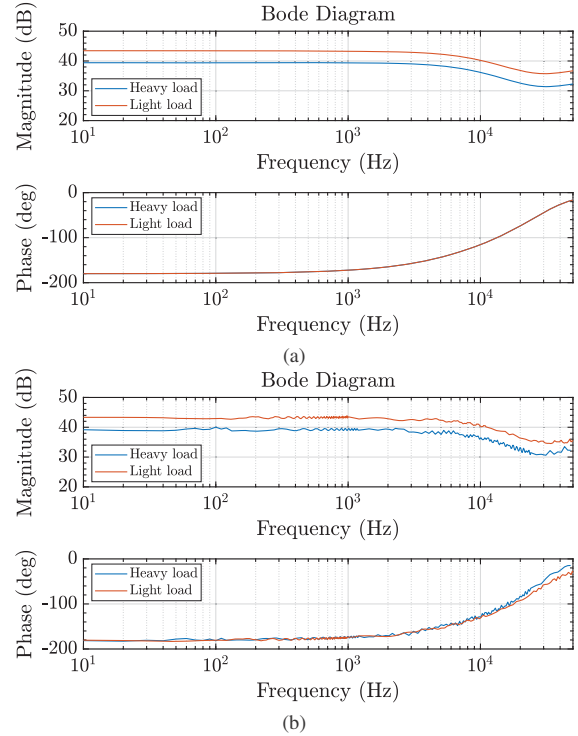 (a)
Bode Diagram
Magnitude (dB)
50
40
30
20
Heavy load
Light load
10^1
10^2
10^3
10^4
Frequency (Hz)
Phase (deg)
0
-100
-200
Heavy load
Light load
10^1
10^2
10^3
10^4
Frequency (Hz)
(a)
Bode Diagram
Magnitude (dB)
50
40
30
20
Heavy load
Light load
10^1
10^2
10^3
10^4
Frequency (Hz)
Phase (deg)
0
-100
-200
Heavy load
Light load
10^1
10^2
10^3
10^4
Frequency (Hz)
(b)